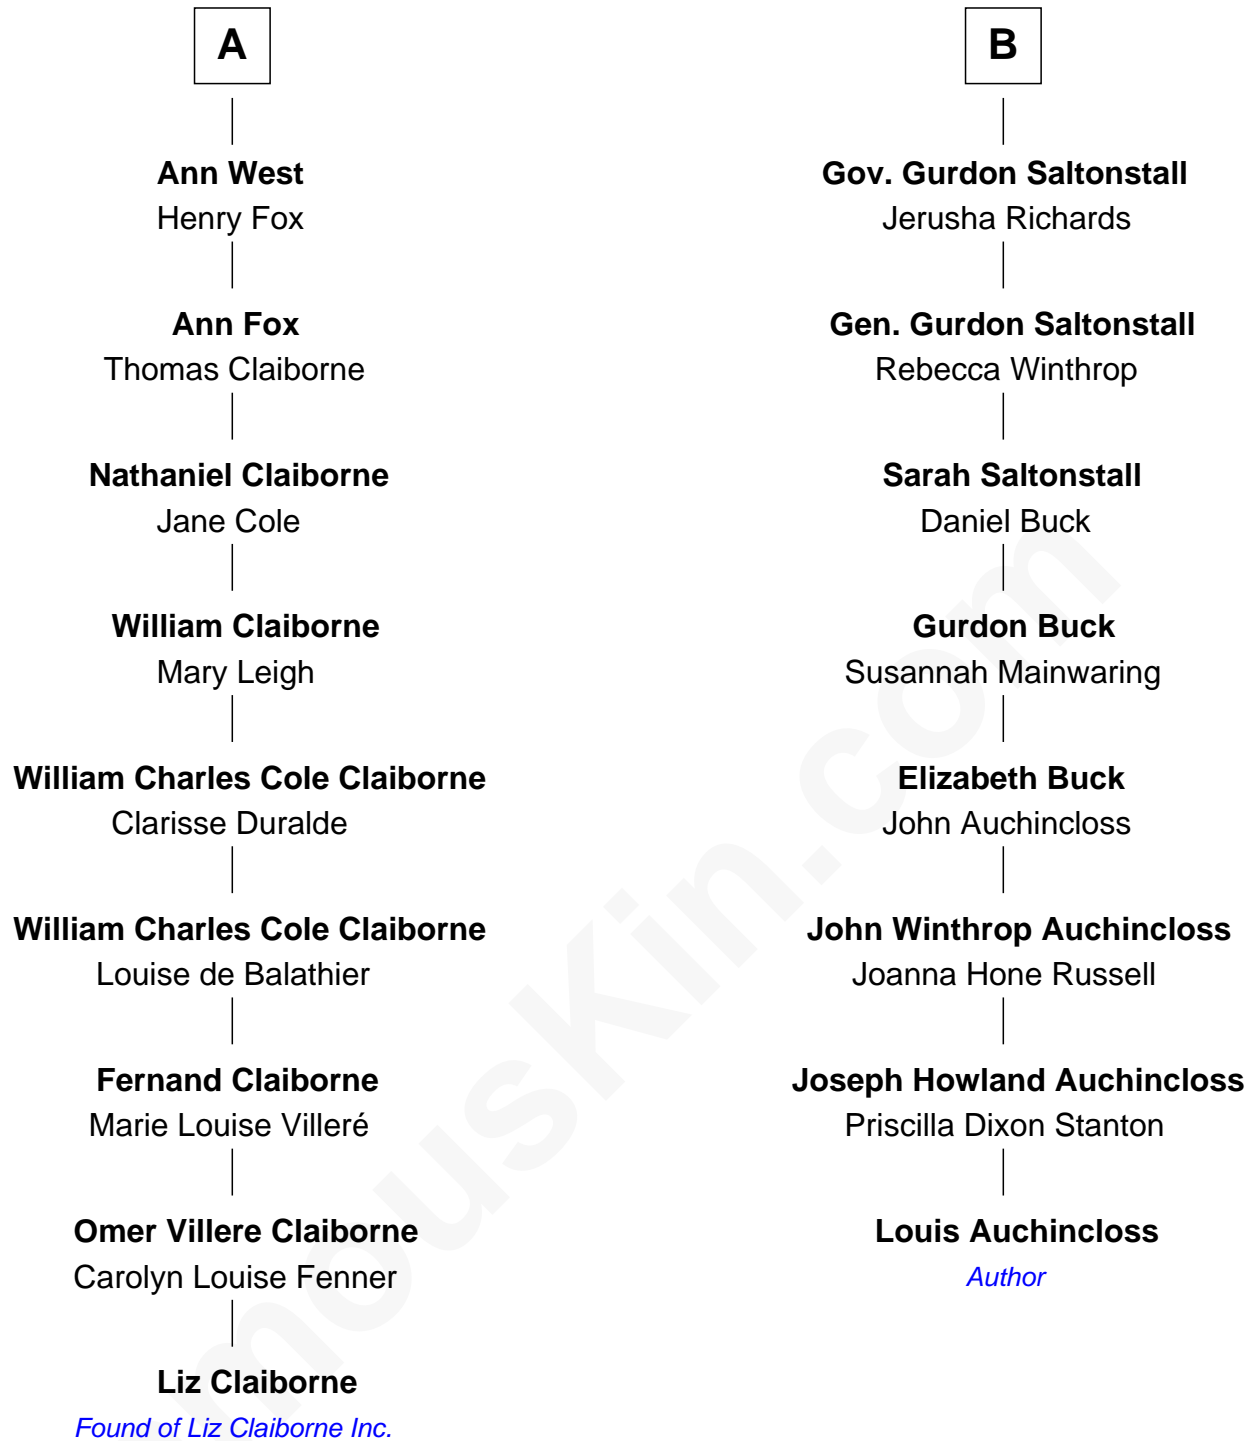 A
Ann West
Henry Fox
Ann Fox
Thomas Claiborne
Nathaniel Claiborne
Jane Cole
William Claiborne
Mary Leigh
William Charles Cole Claiborne
Clarisse Duralde
William Charles Cole Claiborne
Louise de Balathier
Fernand Claiborne
Marie Louise Villeré
Omer Villere Claiborne
Carolyn Louise Fenner
Liz Claiborne
Found of Liz Claiborne Inc.
B
Gov. Gurdon Saltonstall
Jerusha Richards
Gen. Gurdon Saltonstall
Rebecca Winthrop
Sarah Saltonstall
Daniel Buck
Gurdon Buck
Susannah Mainwaring
Elizabeth Buck
John Auchincloss
John Winthrop Auchincloss
Joanna Hone Russell
Joseph Howland Auchincloss
Priscilla Dixon Stanton
Louis Auchincloss
Author
mousKin.com